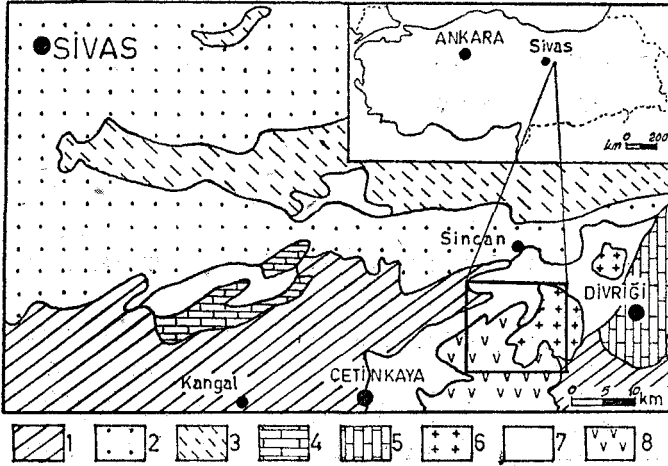 SİVAS
ANKARA
Sivas
km 0 200
Sincan
DİVRİĞİ
Kangal
ÇETİNKAYA
0 5 10 km
1 2 3 4 5 6 7 8